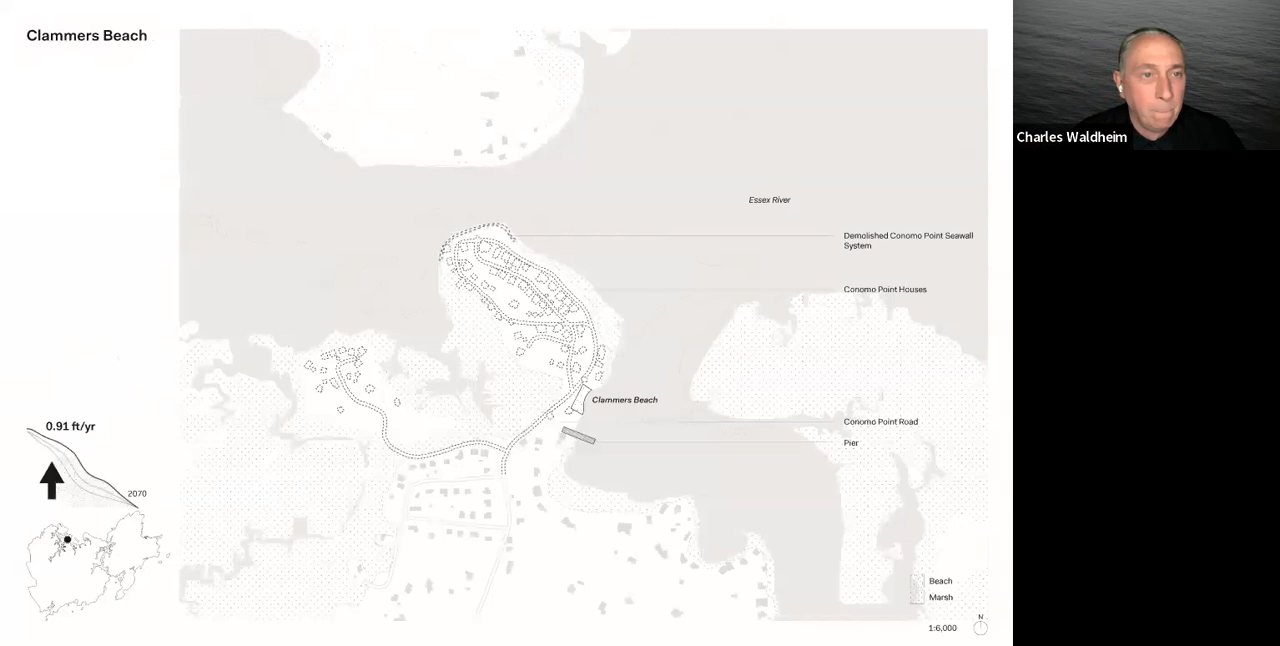 Clammers Beach
Charles Waldheim
Essex River
Demolished Conomo Point Seawall
System
Conomo Point Houses
Clammers Beach
Conomo Point Road
Pier
0.91 ft/yr
2070
Beach
Marsh
N
1:6,000